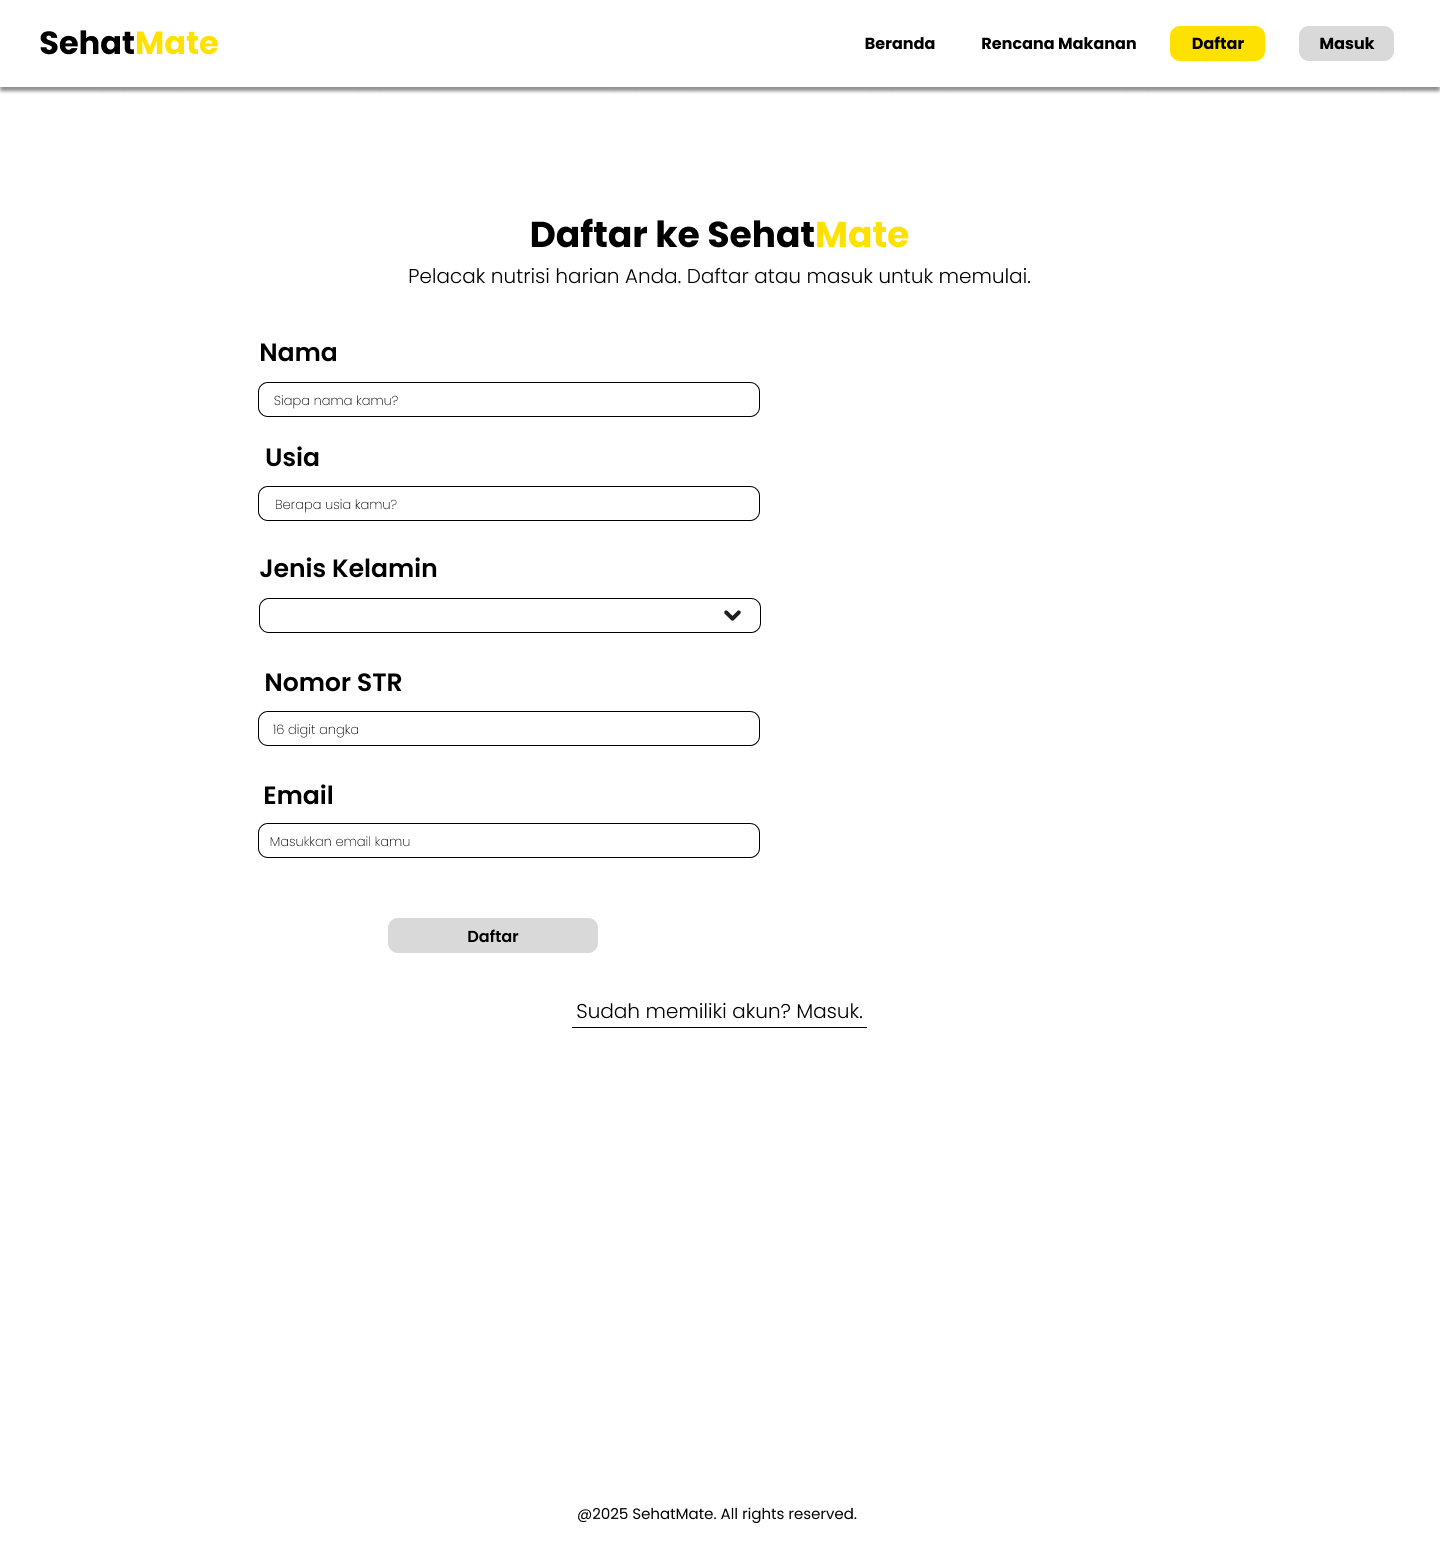 SehatMate
Beranda Rencana Makanan Daftar Masuk
Daftar ke SehatMate
Pelacak nutrisi harian Anda. Daftar atau masuk untuk memulai.
Nama
Siapa nama kamu?
Usia
Berapa usia kamu?
Jenis Kelamin
Nomor STR
16 digit angka
Email
Masukkan email kamu
Daftar
Sudah memiliki akun? Masuk.
@2025 SehatMate. All rights reserved.